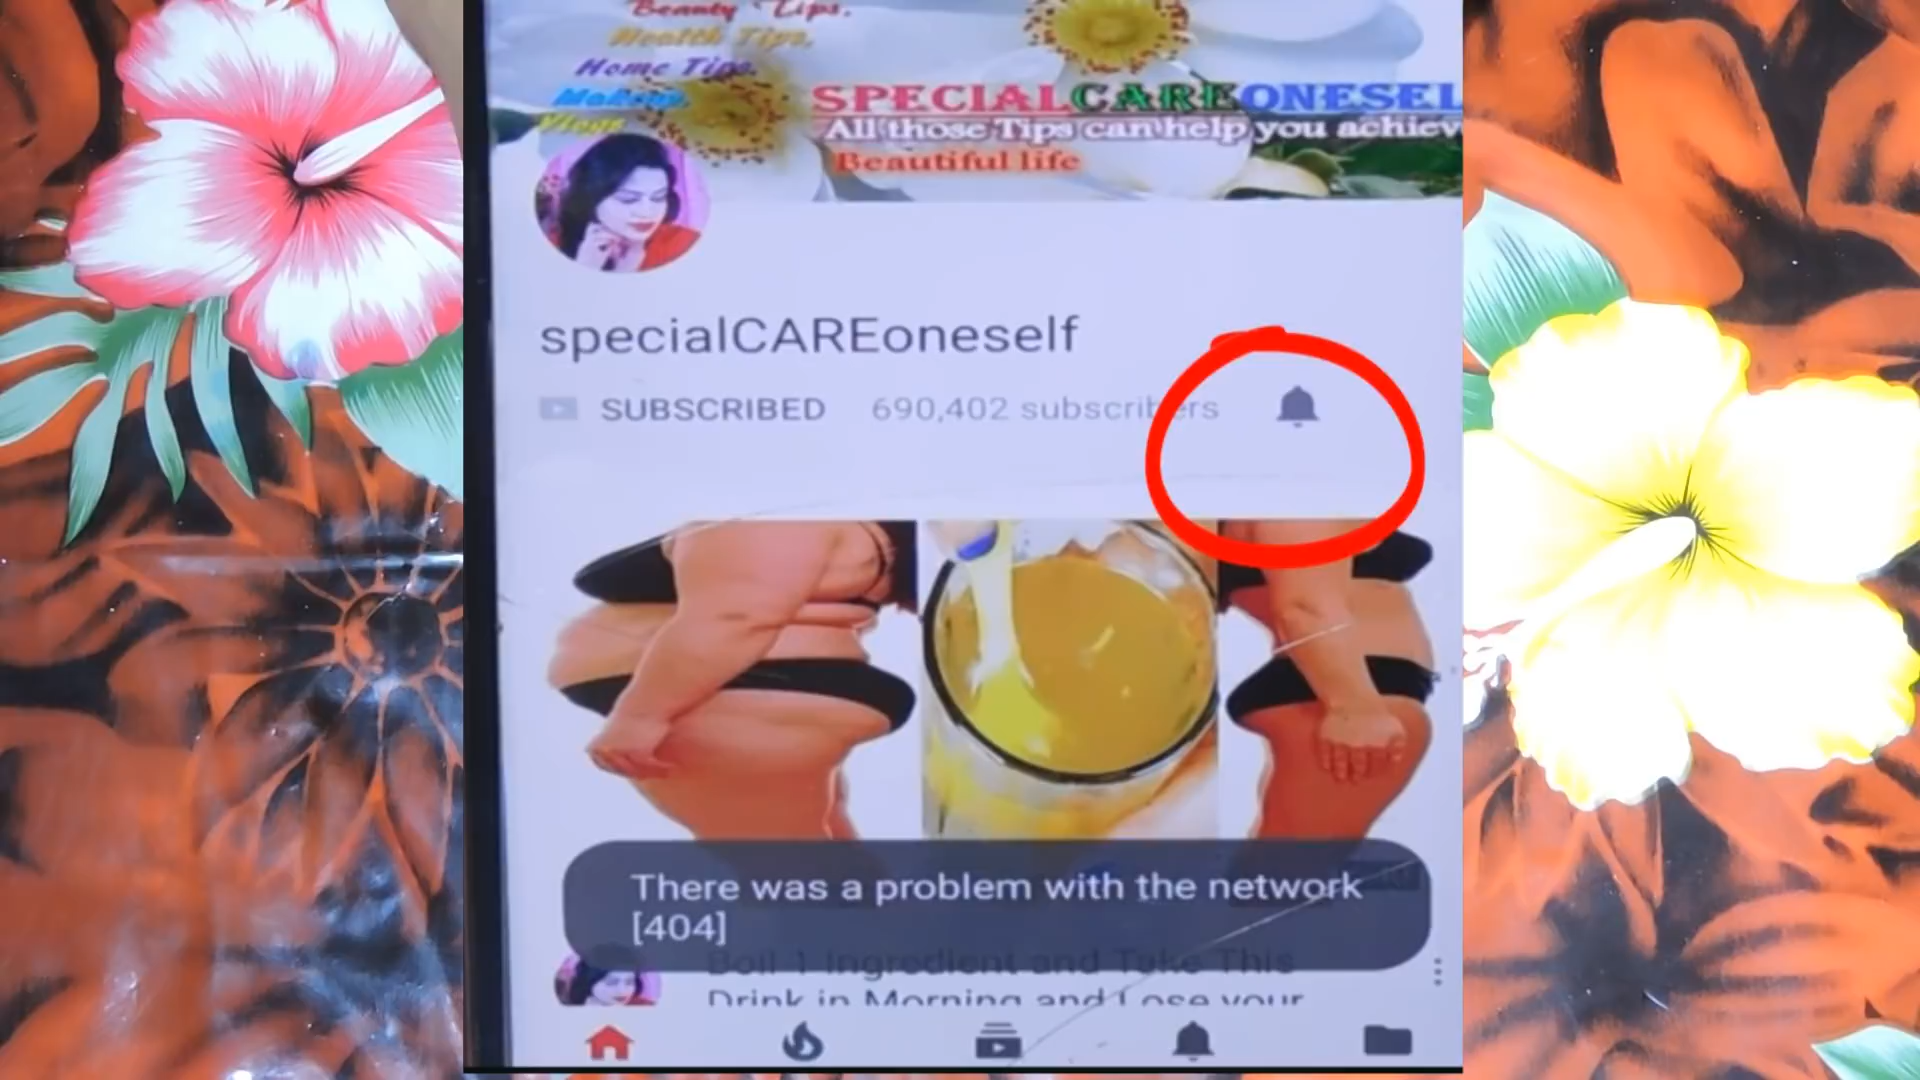 Beauty Tips,
Health Tips,
Home Tips,
Makeup,
Vlogs
SPECIALCAREONESEL
All those Tips can help you achiev
Beautiful life
specialCAREoneself
SUBSCRIBED 690,402 subscribers
There was a problem with the network
[404]
Boil 1 Ingredient and Take This
Drink in Morning and Lose your